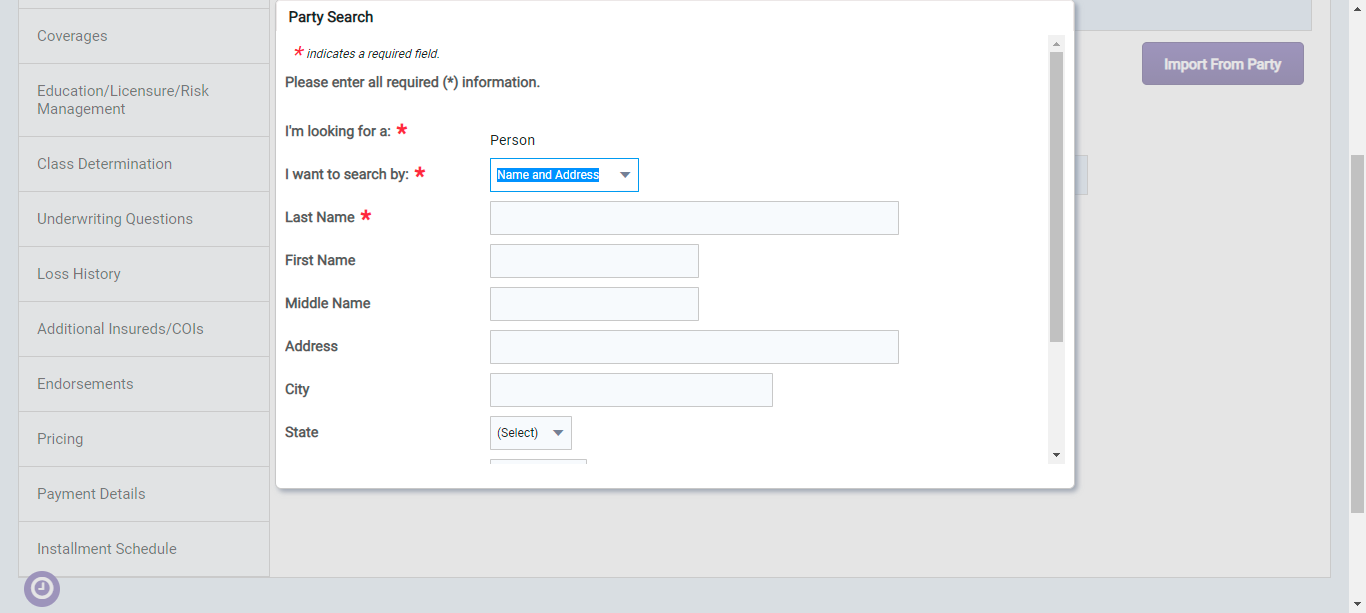 Party Search
* indicates a required field.
Please enter all required (*) information.
I'm looking for a: *
Person
I want to search by: *
Name and Address
Last Name *
First Name
Middle Name
Address
City
State
(Select)
Import From Party
Coverages
Education/Licensure/Risk
Management
Class Determination
Underwriting Questions
Loss History
Additional Insureds/COIs
Endorsements
Pricing
Payment Details
Installment Schedule